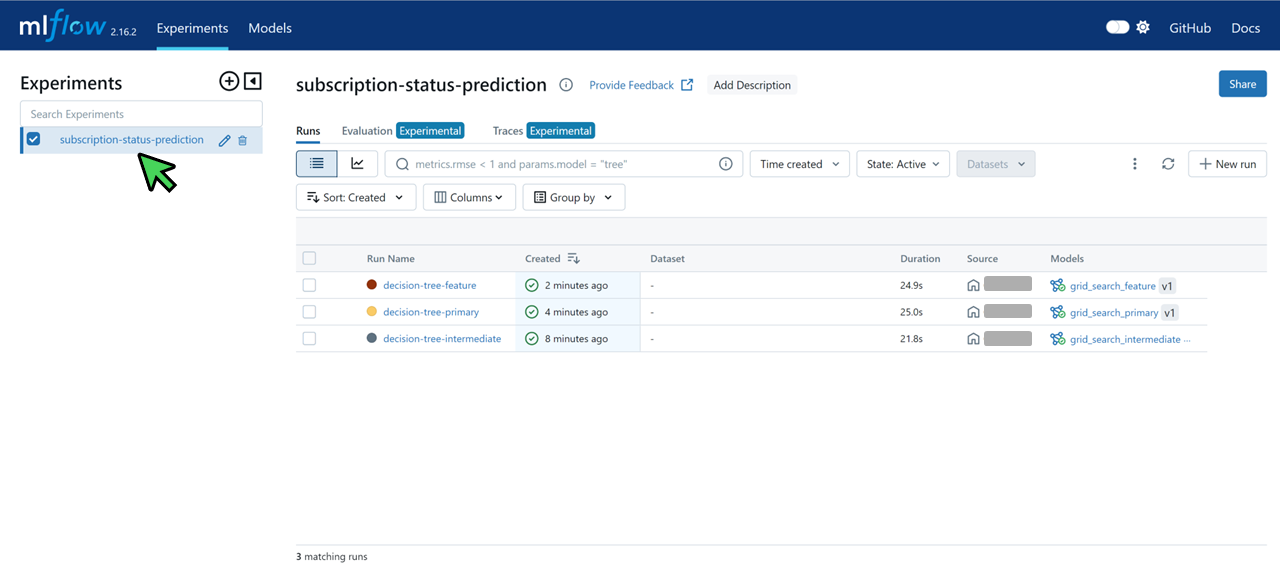 mlflow 2.16.2 Experiments Models GitHub Docs
Experiments
Search Experiments
subscription-status-prediction
subscription-status-prediction Provide Feedback Add Description Share
Runs Evaluation Experimental Traces Experimental
metrics.rmse < 1 and params.model = "tree" Time created State: Active Datasets New run
Sort: Created Columns Group by
Run Name Created Dataset Duration Source Models
decision-tree-feature 2 minutes ago - 24.9s grid_search_feature v1
decision-tree-primary 4 minutes ago - 25.0s grid_search_primary v1
decision-tree-intermediate 8 minutes ago - 21.8s grid_search_intermediate ...
3 matching runs